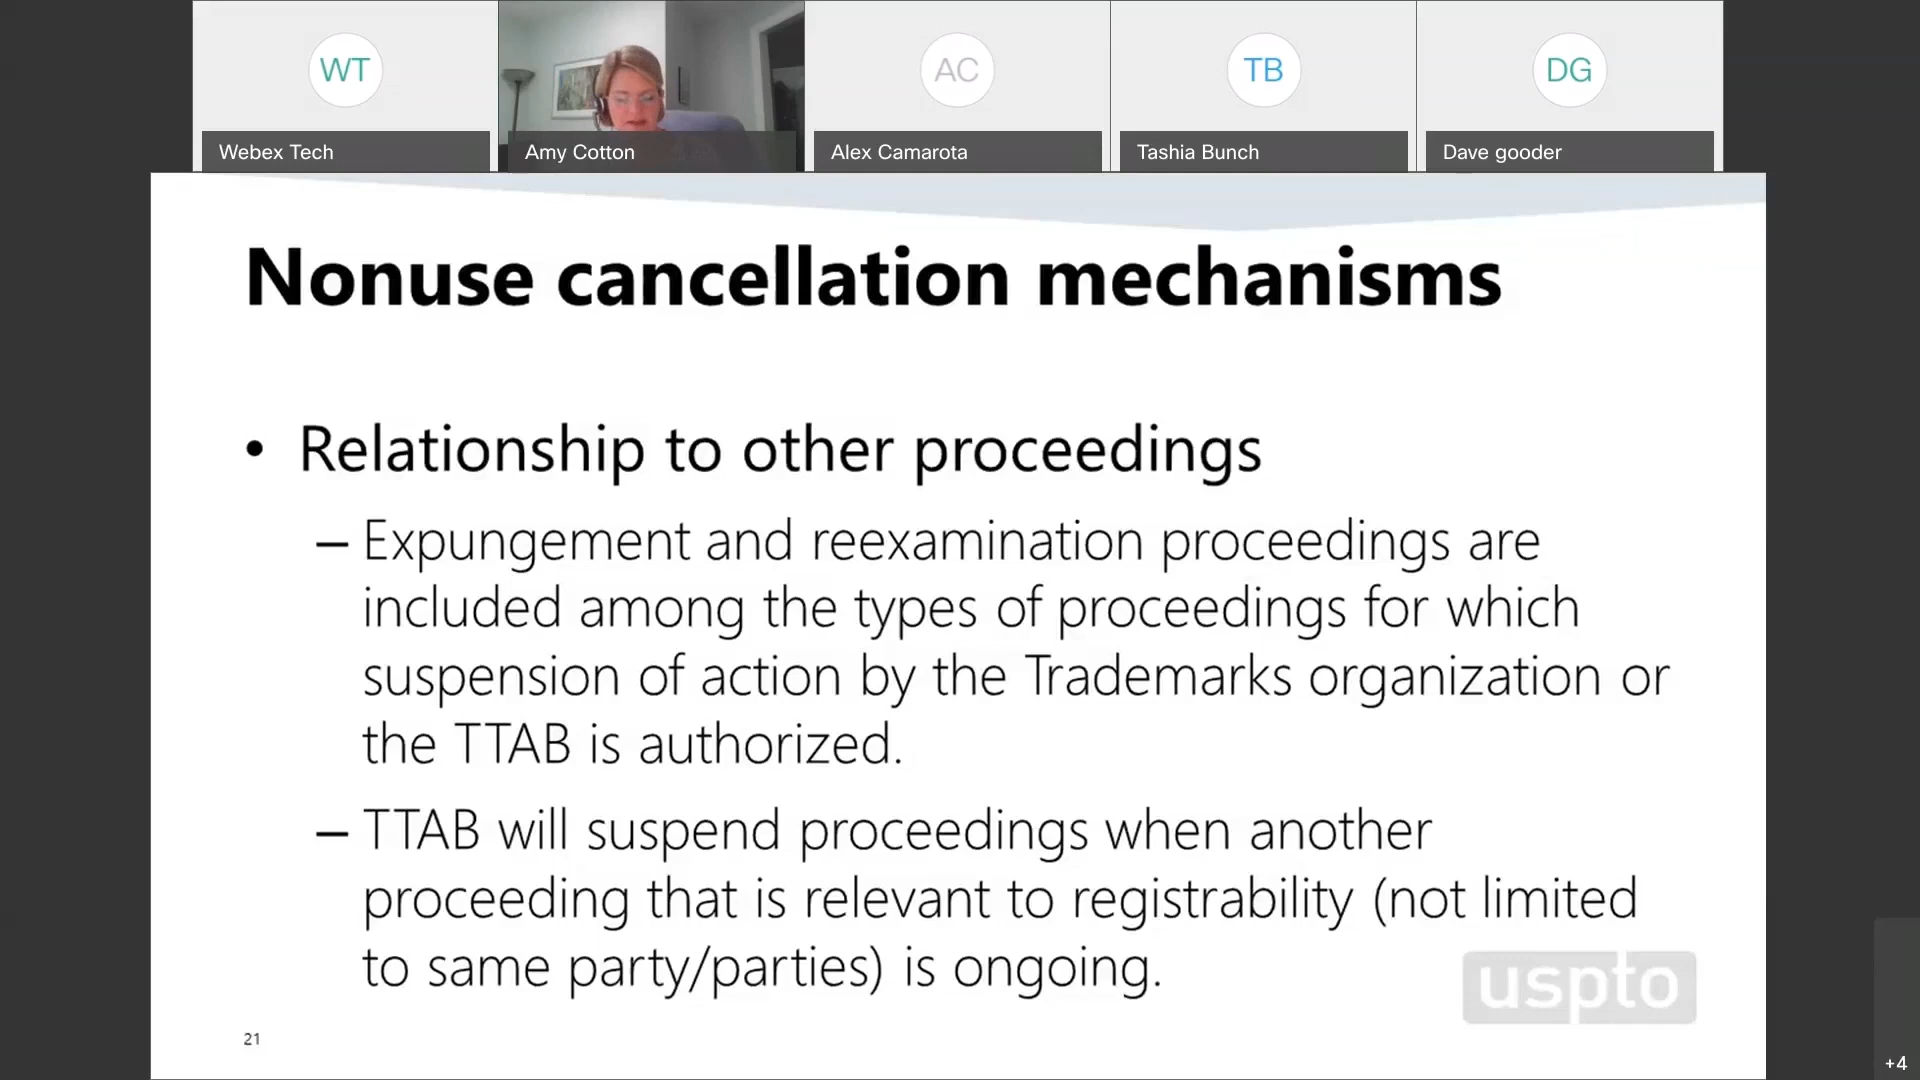 WT
AC
TB
DG
Webex Tech
Amy Cotton
Alex Camarota
Tashia Bunch
Dave gooder
Nonuse cancellation mechanisms
• Relationship to other proceedings
– Expungement and reexamination proceedings are
included among the types of proceedings for which
suspension of action by the Trademarks organization or
the TTAB is authorized.
– TTAB will suspend proceedings when another
proceeding that is relevant to registrability (not limited
to same party/parties) is ongoing.
uspto
21
+4